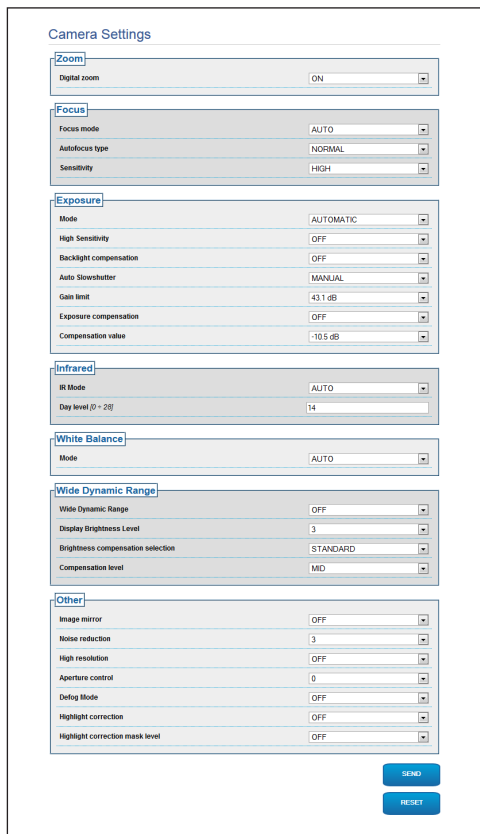 Camera Settings
Zoom
Digital zoom ON
Focus
Focus mode AUTO
Autofocus type NORMAL
Sensitivity HIGH
Exposure
Mode AUTOMATIC
High Sensitivity OFF
Backlight compensation OFF
Auto Slowshutter MANUAL
Gain limit 43.1 dB
Exposure compensation OFF
Compensation value -10.5 dB
Infrared
IR Mode AUTO
Day level [0 ÷ 28] 14
White Balance
Mode AUTO
Wide Dynamic Range
Wide Dynamic Range OFF
Display Brightness Level 3
Brightness compensation selection STANDARD
Compensation level MID
Other
Image mirror OFF
Noise reduction 3
High resolution OFF
Aperture control 0
Defog Mode OFF
Highlight correction OFF
Highlight correction mask level OFF
SEND
RESET